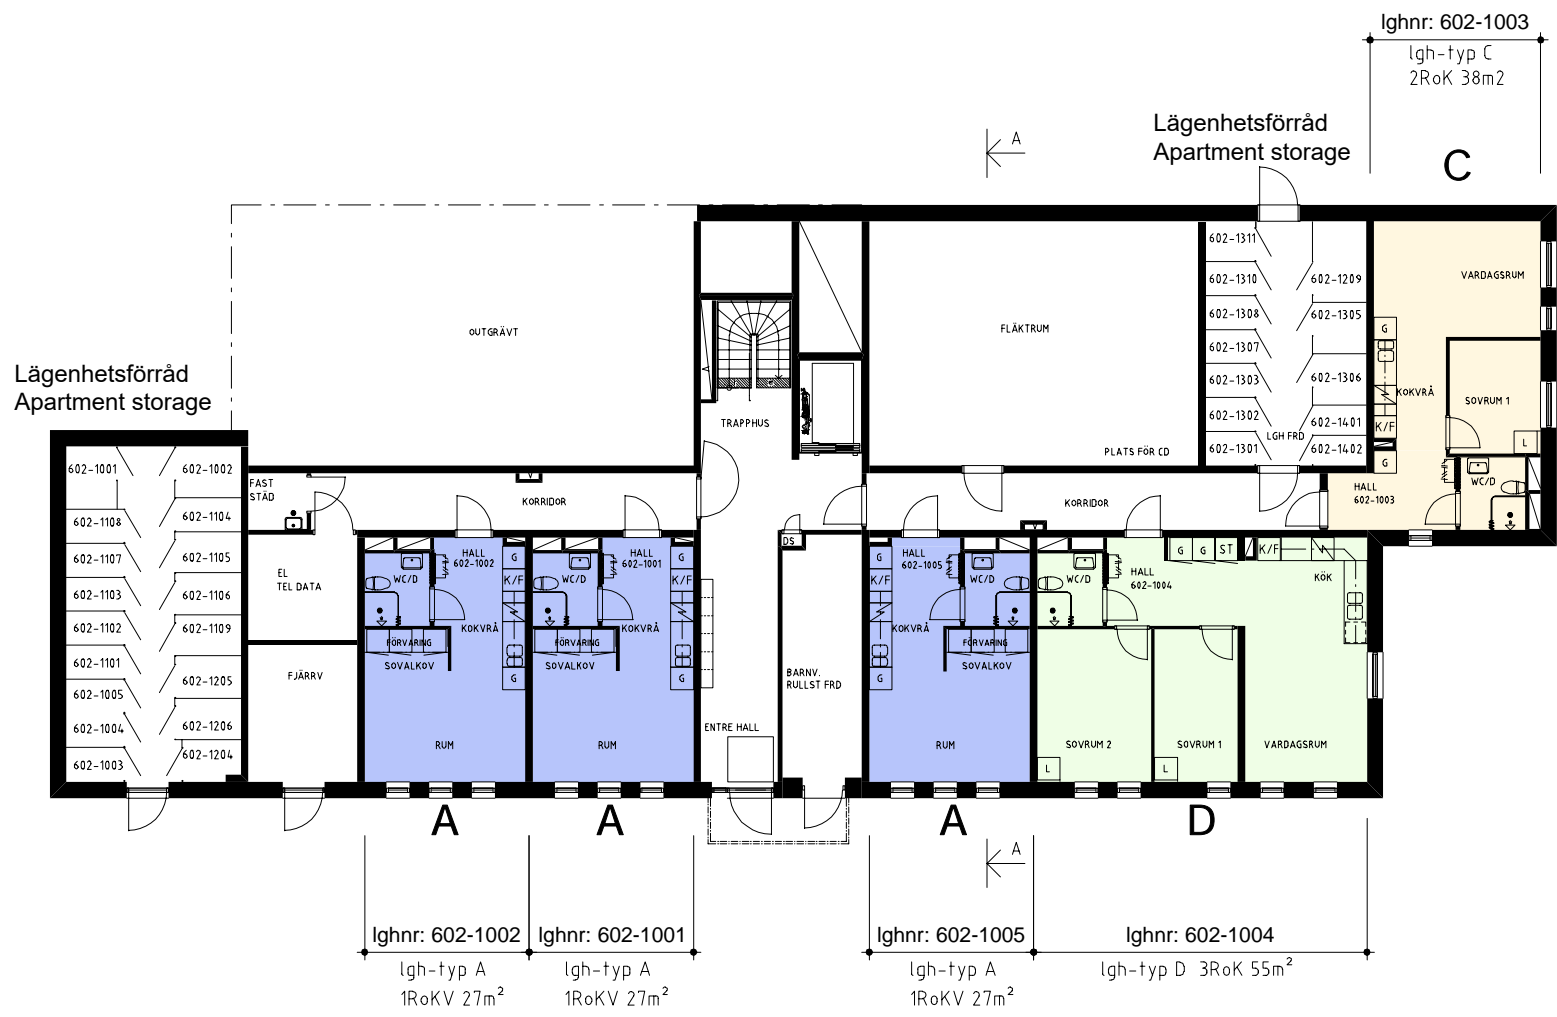 lghnr: 602-1003
lgh-typ C
2RoK 38m2
C
Lägenhetsförråd
Apartment storage
A
602-1311
602-1310
602-1308
602-1307
602-1303
602-1302
602-1301
LGH FRD
602-1209
602-1305
602-1306
602-1401
602-1402
VARDAGSRUM
G
KOKVRÅ
K/F
G
SOVRUM 1
L
HALL
602-1003
WC/D
OUTGRÄVT
A
TRAPPHUS
FLÄKTRUM
PLATS FÖR CD
Lägenhetsförråd
Apartment storage
602-1001
602-1108
602-1107
602-1103
602-1102
602-1101
602-1005
602-1004
602-1003
602-1002
602-1104
602-1105
602-1106
602-1109
602-1205
602-1206
602-1204
FAST
STÄD
V
KORRIDOR
KORRIDOR
V
EL
TEL DATA
FJÄRRV
HALL
602-1002
WC/D
G
K/F
KOKVRÅ
FÖRVARING
SOVALKOV
G
RUM
HALL
602-1001
WC/D
G
K/F
KOKVRÅ
FÖRVARING
SOVALKOV
G
RUM
ENTRE HALL
DS
BARNV.
RULLST FRD
G
K/F
HALL
602-1005
WC/D
KOKVRÅ
FÖRVARING
SOVALKOV
G
RUM
WC/D
HALL
602-1004
G
G
ST
K/F
KÖK
SOVRUM 2
L
SOVRUM 1
L
VARDAGSRUM
A
A
A
D
A
lghnr: 602-1002
lgh-typ A
1RoKV 27m²
lghnr: 602-1001
lgh-typ A
1RoKV 27m²
lghnr: 602-1005
lgh-typ A
1RoKV 27m²
lghnr: 602-1004
lgh-typ D 3RoK 55m²